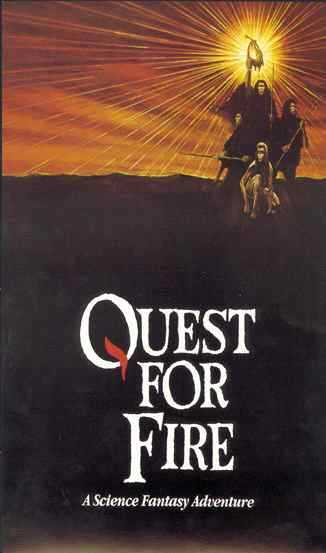 QUEST
FOR
FIRE
A Science Fantasy Adventure